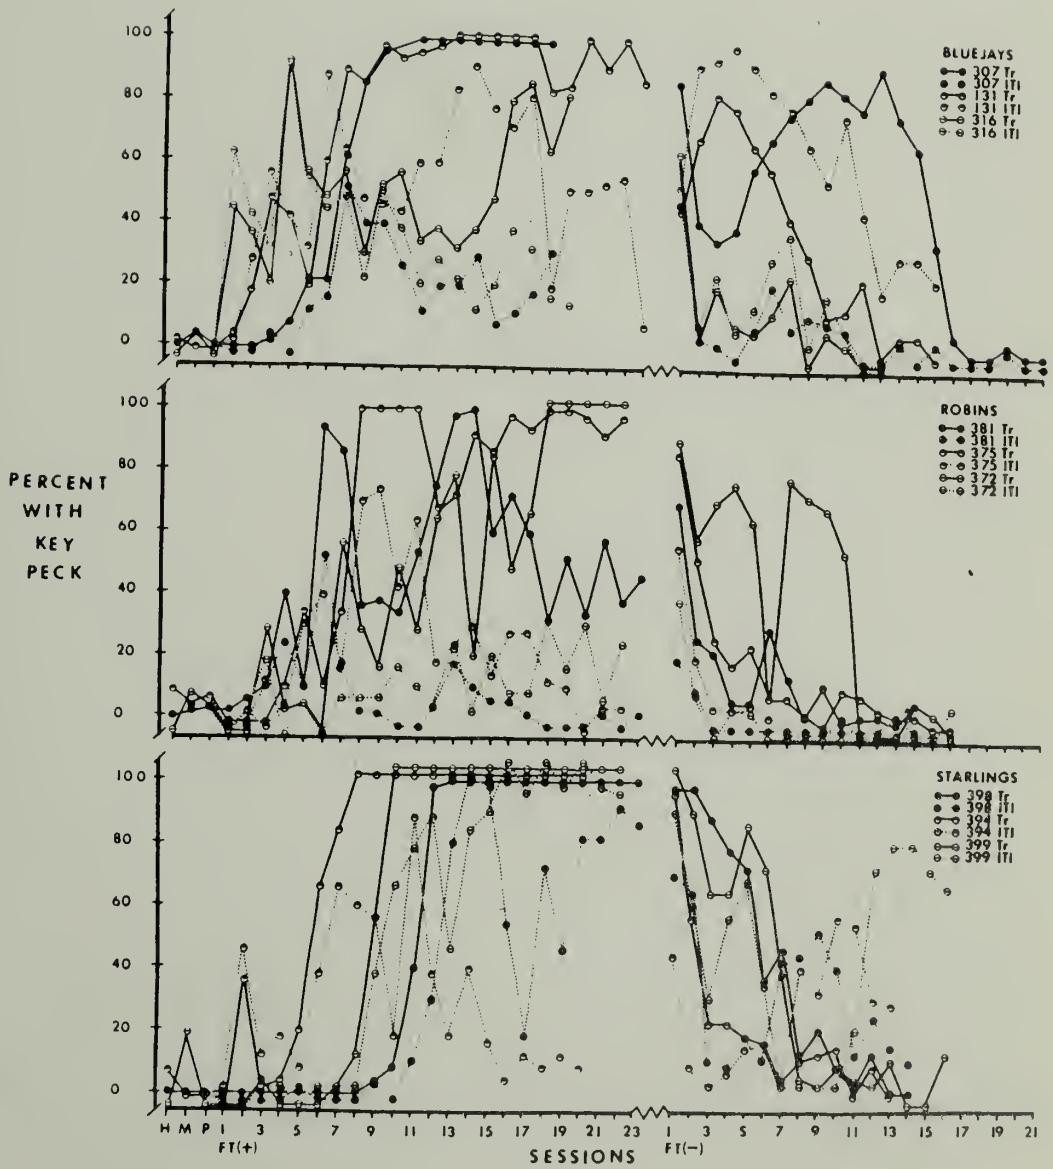 100
80
60
40
20
0
BLUEJAYS
307 Tr
307 ITI
131 Tr
131 ITI
316 Tr
316 ITI
100
80
60
40
20
0
ROBINS
381 Tr
381 ITI
375 Tr
375 ITI
372 Tr
372 ITI
PERCENT
WITH
KEY
PECK
100
80
60
40
20
0
STARLINGS
398 Tr
398 ITI
394 Tr
394 ITI
399 Tr
399 ITI
H M P 1 3 5 7 9 11 13 15 17 19 21 23 1 3 5 7 9 11 13 15 17 19 21
FT(+) SESSIONS FT(−)